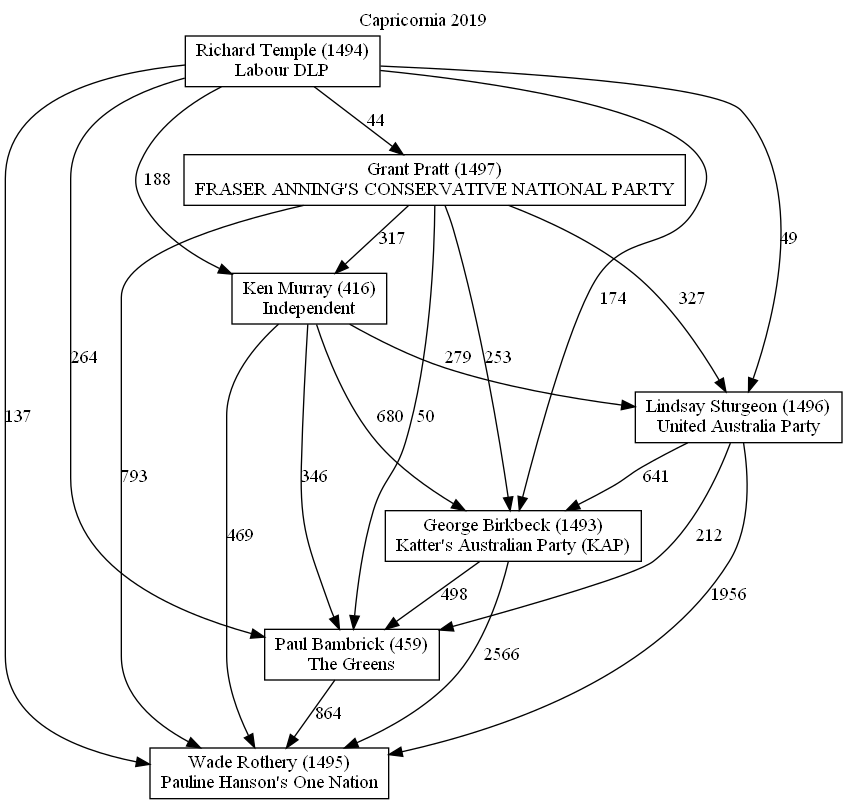 Capricornia 2019
Richard Temple (1494)
Labour DLP
44
Grant Pratt (1497)
FRASER ANNING'S CONSERVATIVE NATIONAL PARTY
188
317
49
Ken Murray (416)
Independent
174
327
264
279
253
Lindsay Sturgeon (1496)
United Australia Party
137
680
50
793
346
641
469
George Birkbeck (1493)
Katter's Australian Party (KAP)
212
498
1956
Paul Bambrick (459)
The Greens
2566
864
Wade Rothery (1495)
Pauline Hanson's One Nation